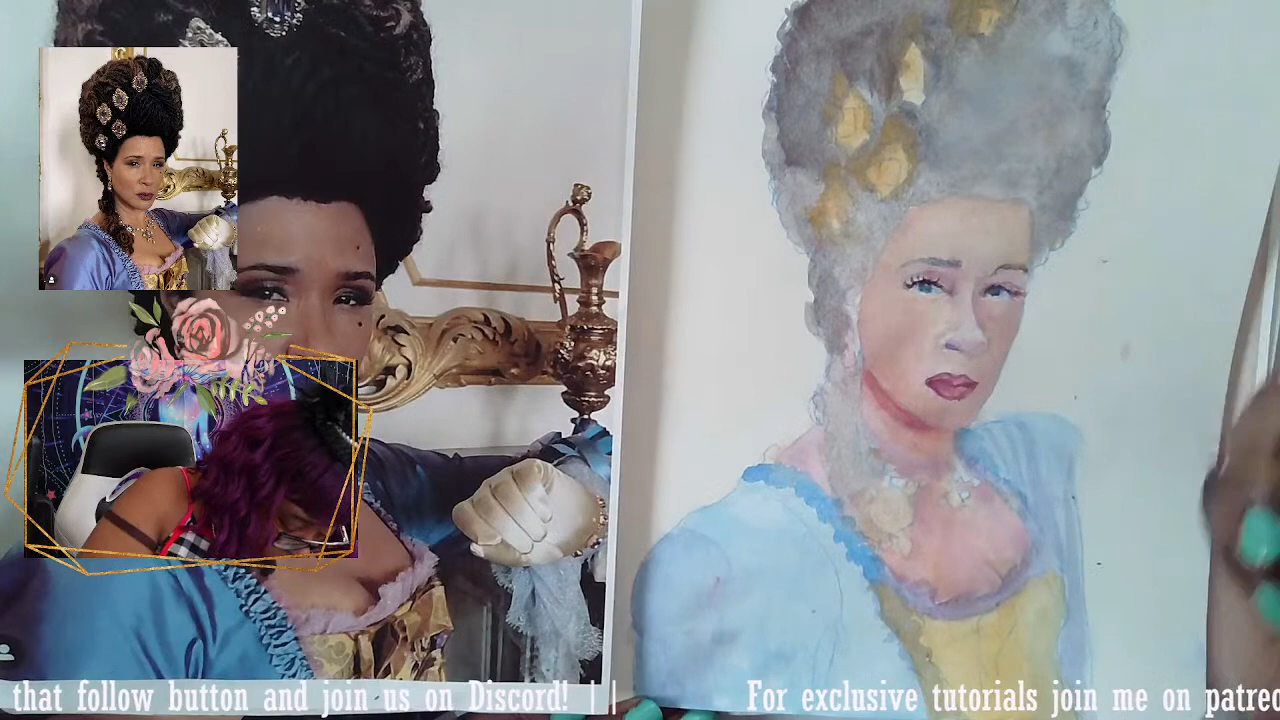 that follow button and join us on Discord! | | For exclusive tutorials join me on patreo